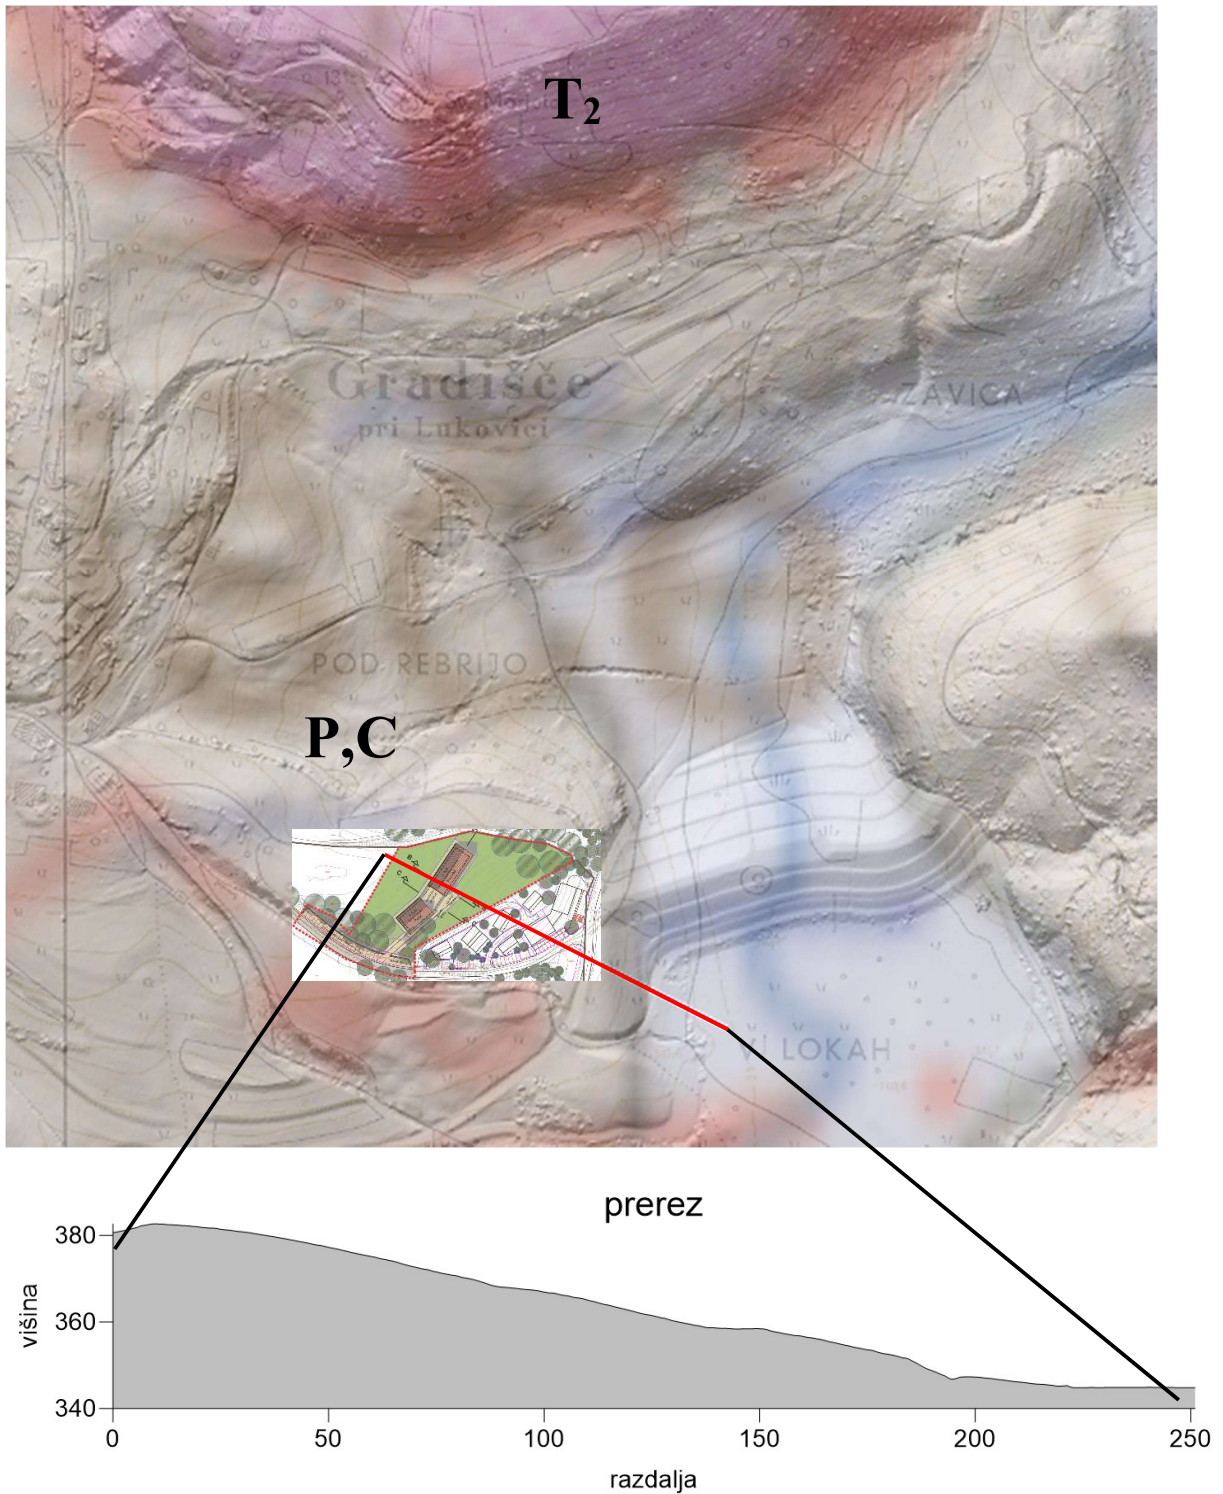 T₂
Gradišče
pri Lukovici
ZAVICA
POD REBRIJO
P,C
V LOKAH
prerez
380
360
340
višina
0
50
100
150
200
250
razdalja